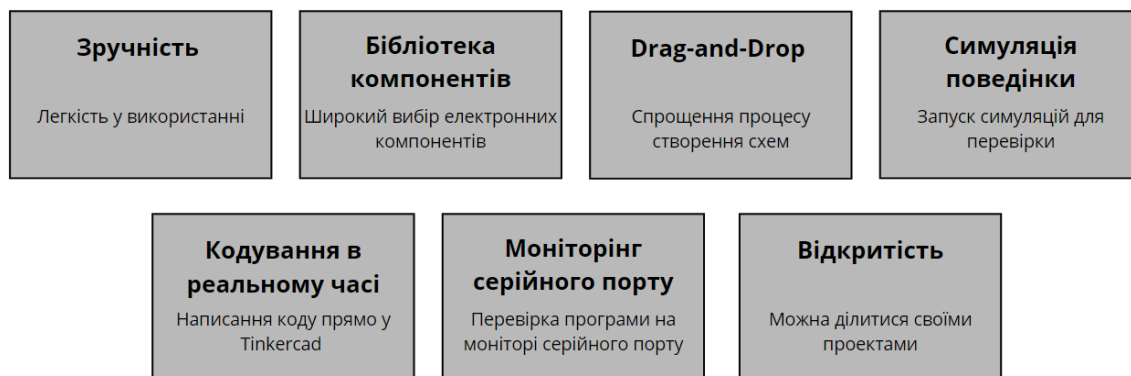 Зручність
Легкість у використанні
Бібліотека
компонентів
Широкий вибір електронних
компонентів
Drag-and-Drop
Спрощення процесу
створення схем
Симуляція
поведінки
Запуск симуляцій для
перевірки
Кодування в
реальному часі
Написання коду прямо у
Tinkercad
Моніторінг
серійного порту
Перевірка програми на
моніторі серійного порту
Відкритість
Можна ділитися своїми
проектами